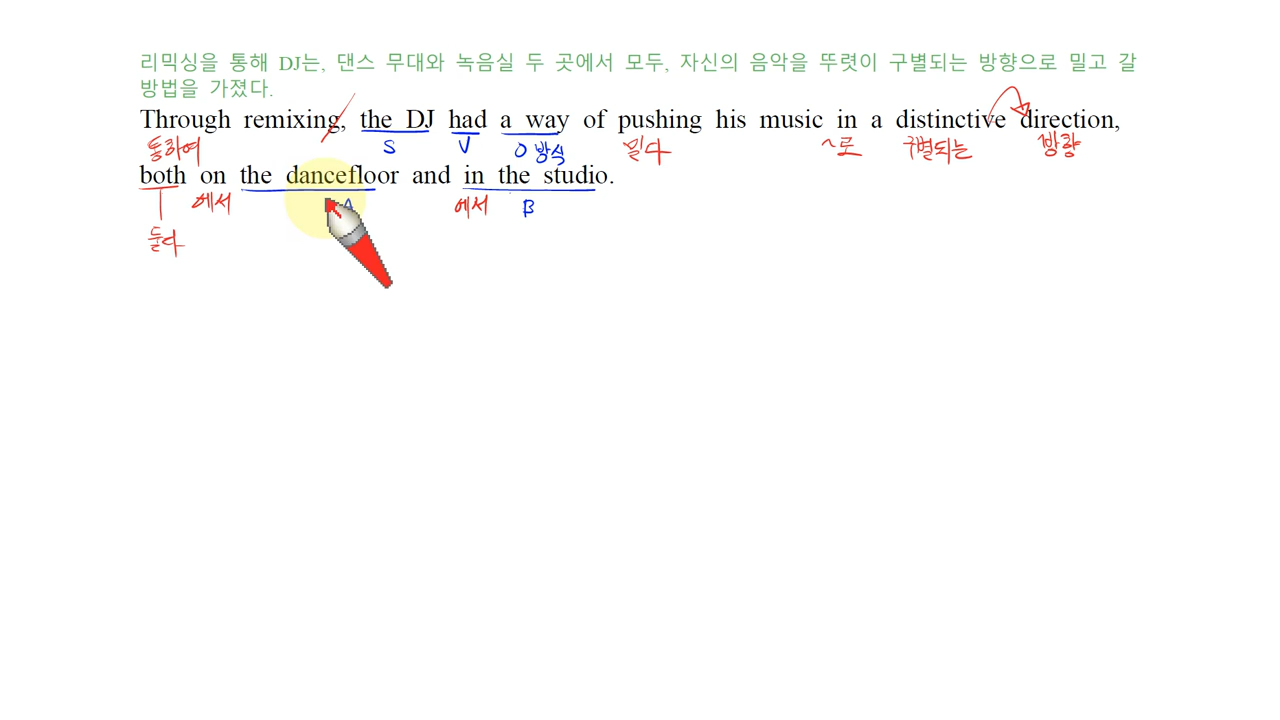 리믹싱을 통해 DJ는, 댄스 무대와 녹음실 두 곳에서 모두, 자신의 음악을 뚜렷이 구별되는 방향으로 밀고 갈
방법을 가졌다.
Through remixing, the DJ had a way of pushing his music in a distinctive direction,
통하여 S V O 방식 밀다 ~로 구별되는 방향
both on the dancefloor and in the studio.
에서 A 에서 B
둘다